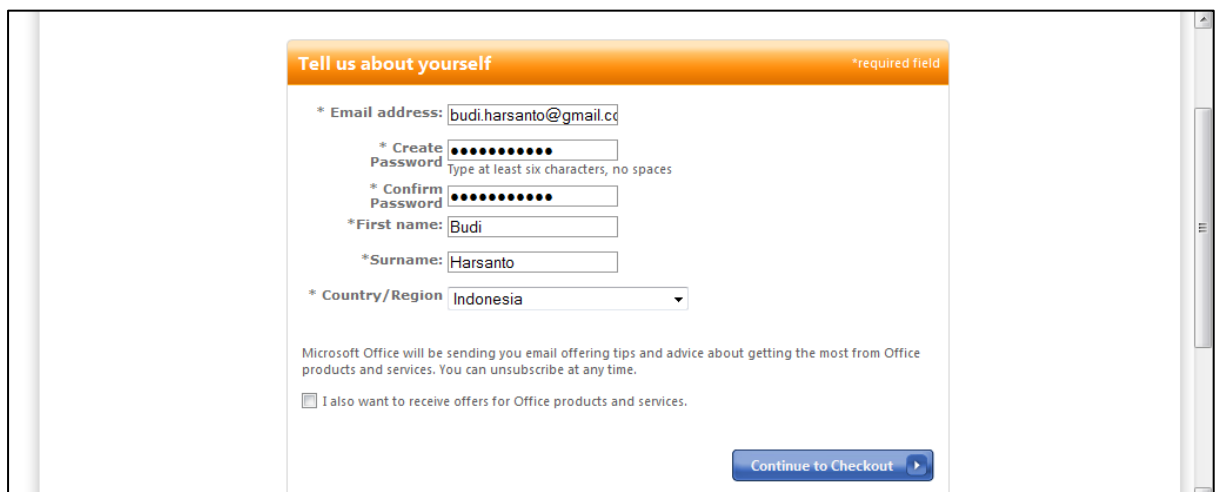 Tell us about yourself *required field
* Email address: budi.harsanto@gmail.cc
* Create
Password •••••••••••
Type at least six characters, no spaces
* Confirm
Password •••••••••••
*First name: Budi
*Surname: Harsanto
* Country/Region Indonesia
Microsoft Office will be sending you email offering tips and advice about getting the most from Office
products and services. You can unsubscribe at any time.
I also want to receive offers for Office products and services.
Continue to Checkout